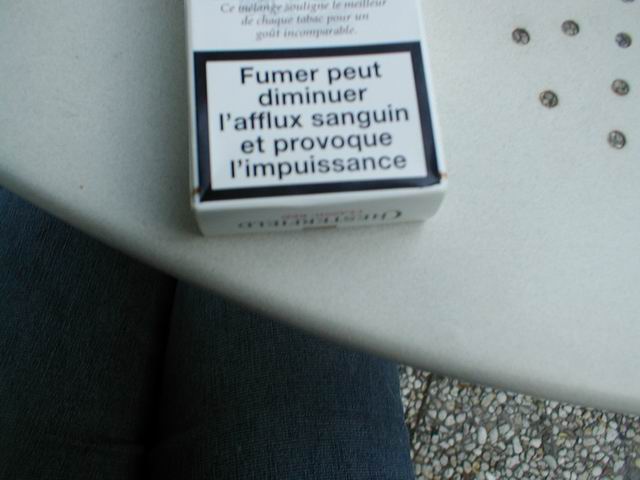 Ce mélange souligne le meilleur
de chaque tabac pour un
goût incomparable.
Fumer peut
diminuer
l'afflux sanguin
et provoque
l'impuissance
CHESTERFIELD